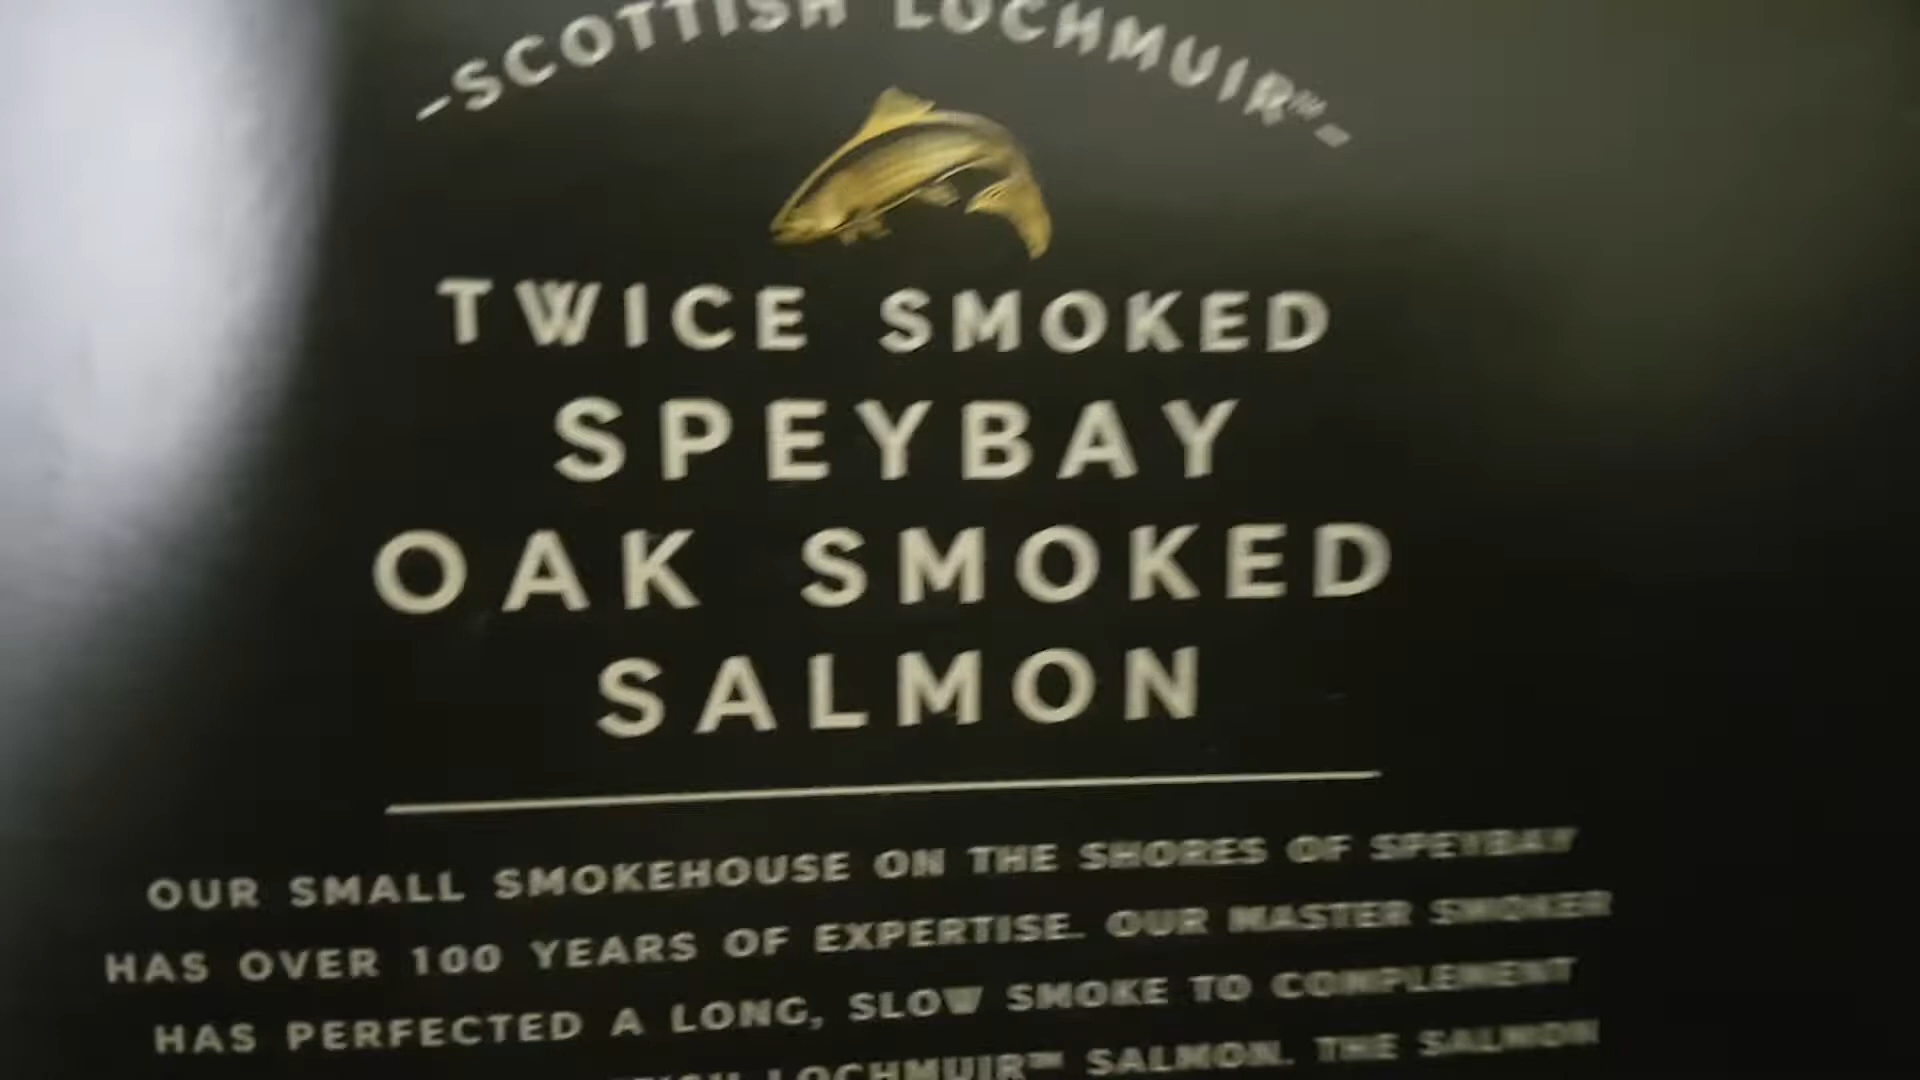 -SCOTTISH LOCHMUIR™-
TWICE SMOKED
SPEYBAY
OAK SMOKED
SALMON
OUR SMALL SMOKEHOUSE ON THE SHORES OF SPEYBAY
HAS OVER 100 YEARS OF EXPERTISE. OUR MASTER SMOKER
HAS PERFECTED A LONG, SLOW SMOKE TO COMPLEMENT
LOCHMUIR™ SALMON. THE SALMON